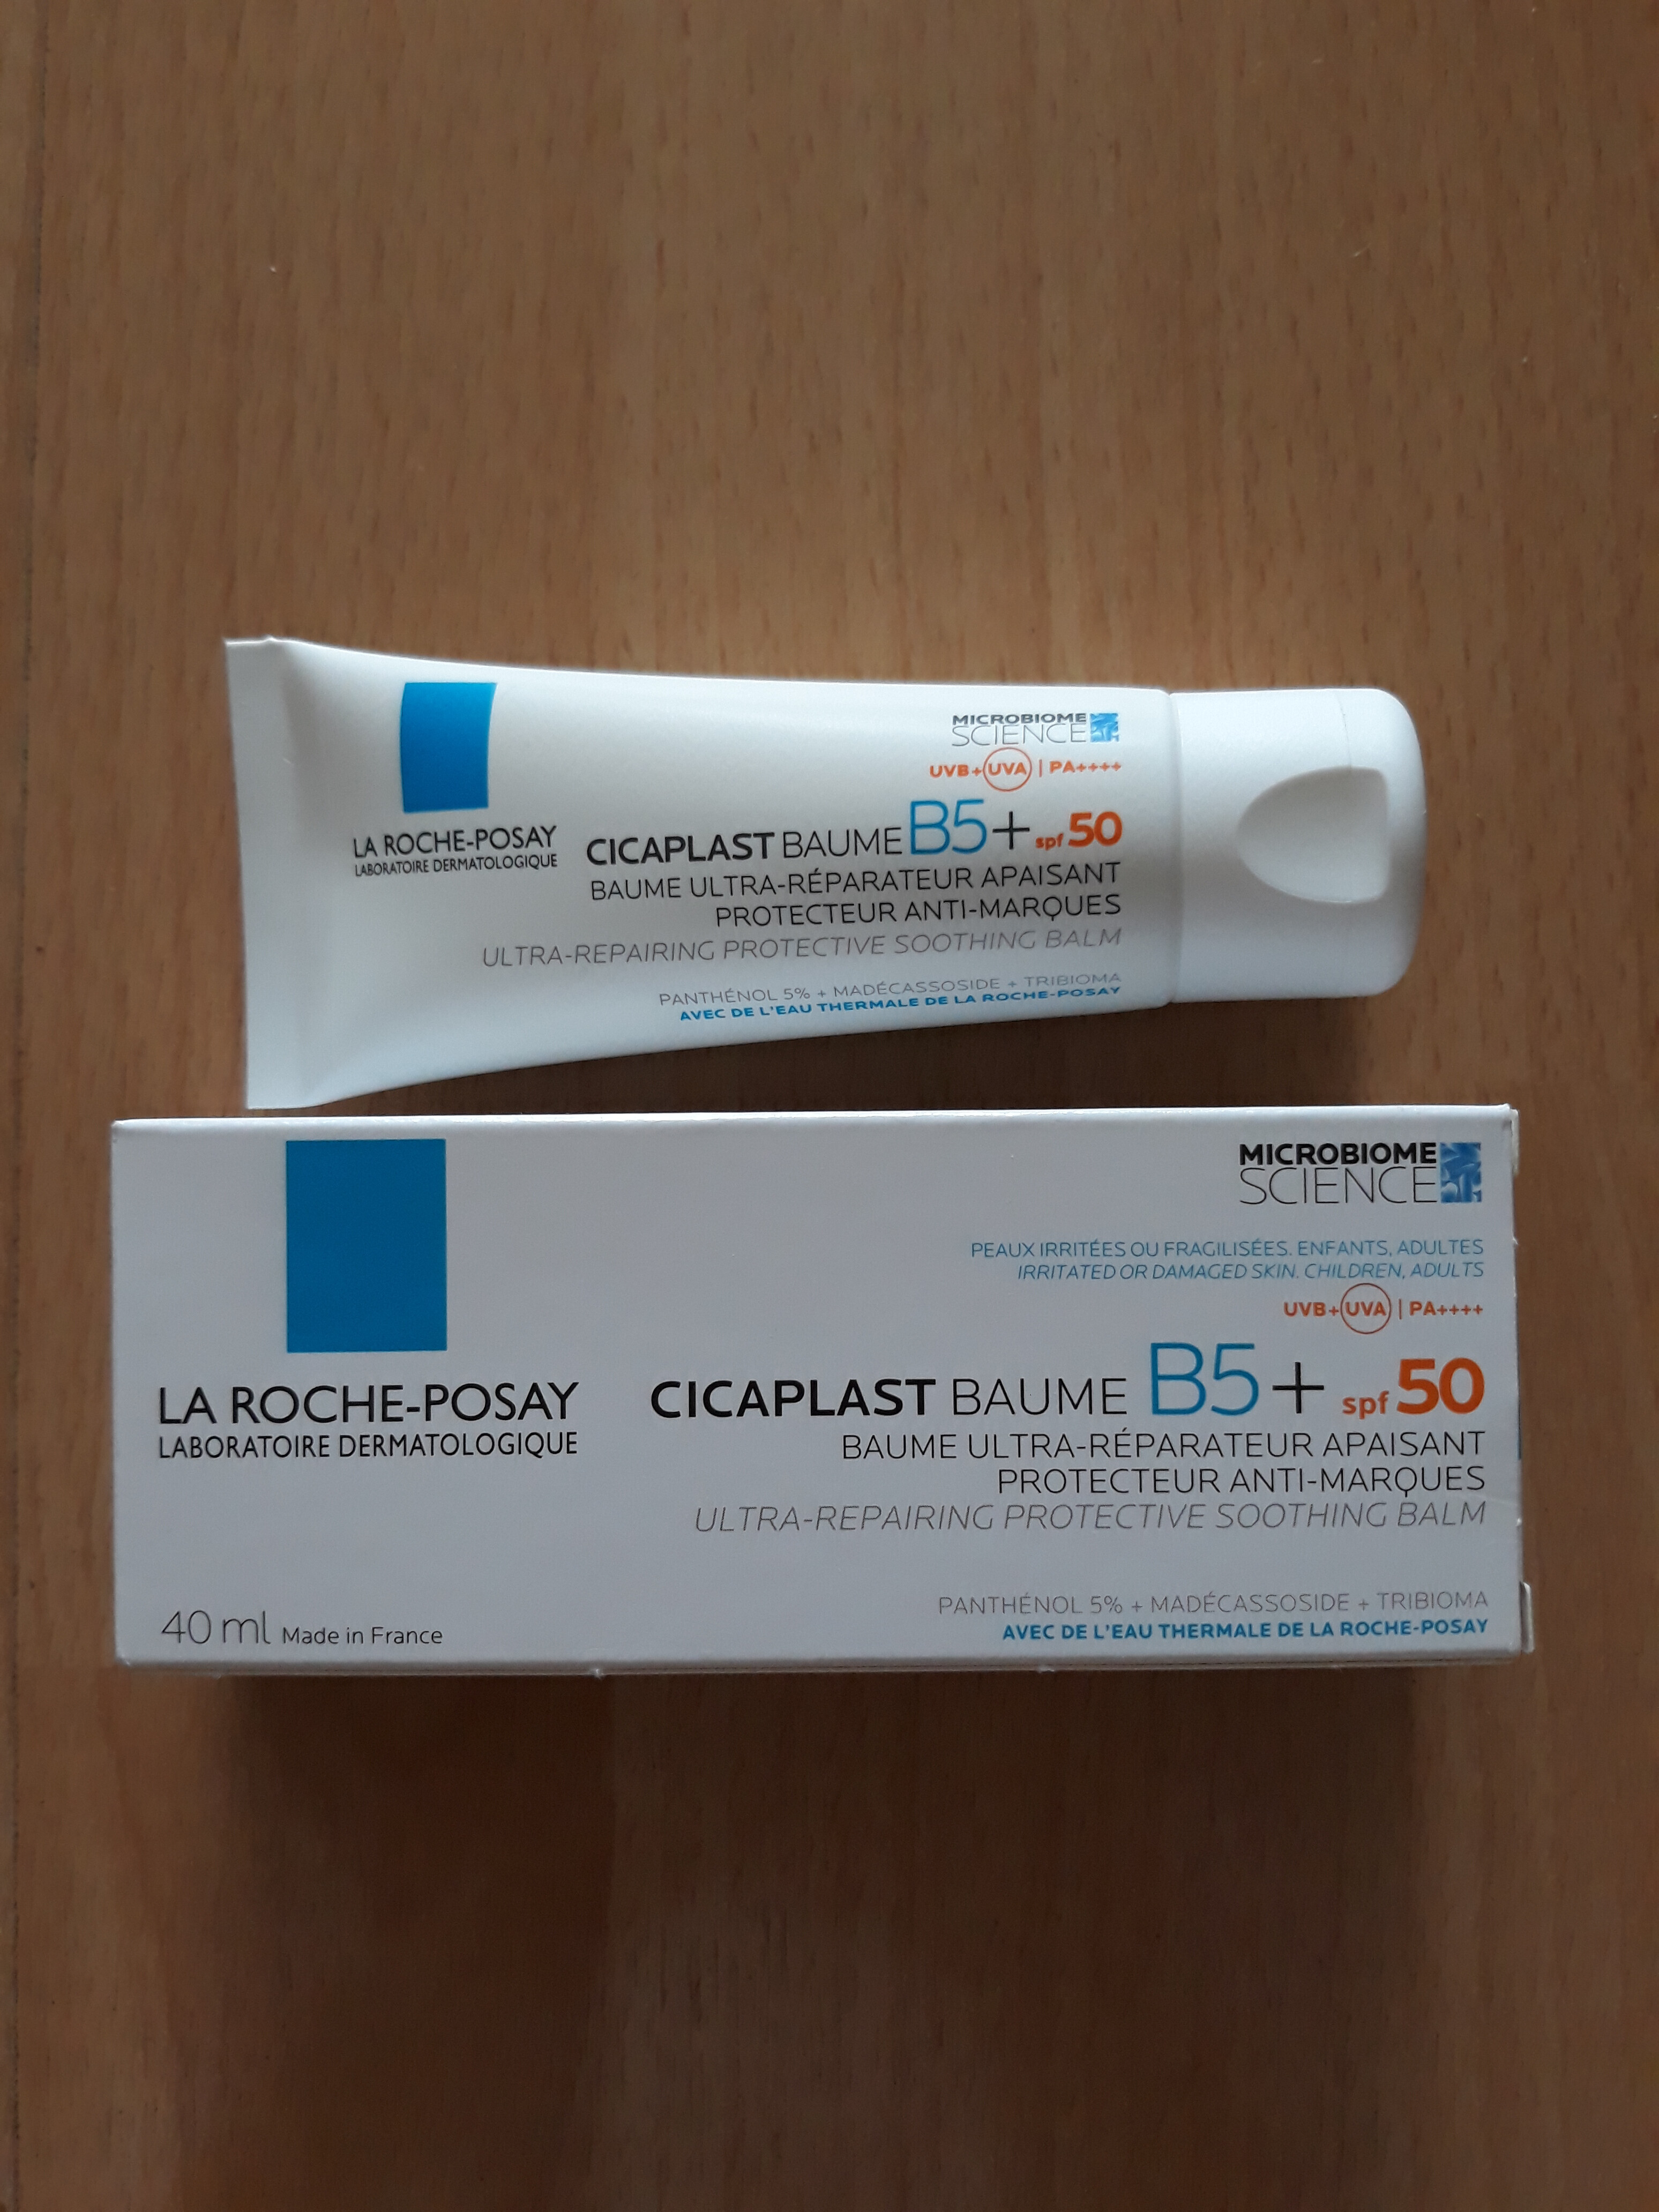 MICROBIOME
SCIENCE
UVB+UVA | PA++++
LA ROCHE-POSAY
LABORATOIRE DERMATOLOGIQUE
CICAPLAST BAUME B5+ spf 50
BAUME ULTRA-RÉPARATEUR APAISANT
PROTECTEUR ANTI-MARQUES
ULTRA-REPAIRING PROTECTIVE SOOTHING BALM
PANTHÉNOL 5% + MADÉCASSOSIDE + TRIBIOMA
AVEC DE L'EAU THERMALE DE LA ROCHE-POSAY
MICROBIOME
SCIENCE
PEAUX IRRITÉES OU FRAGILISÉES. ENFANTS, ADULTES
IRRITATED OR DAMAGED SKIN. CHILDREN, ADULTS
UVB+UVA | PA++++
LA ROCHE-POSAY
LABORATOIRE DERMATOLOGIQUE
CICAPLAST BAUME B5+ spf 50
BAUME ULTRA-RÉPARATEUR APAISANT
PROTECTEUR ANTI-MARQUES
ULTRA-REPAIRING PROTECTIVE SOOTHING BALM
PANTHÉNOL 5% + MADÉCASSOSIDE + TRIBIOMA
AVEC DE L'EAU THERMALE DE LA ROCHE-POSAY
40 ml Made in France